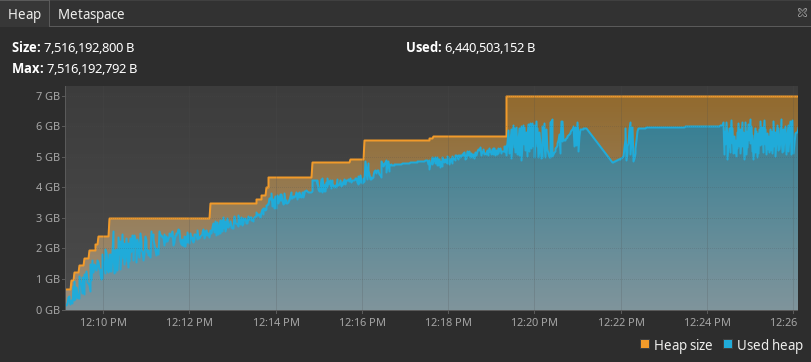 Heap Metaspace
Size: 7,516,192,800 B Used: 6,440,503,152 B
Max: 7,516,192,792 B
7 GB
6 GB
5 GB
4 GB
3 GB
2 GB
1 GB
0 GB
12:10 PM 12:12 PM 12:14 PM 12:16 PM 12:18 PM 12:20 PM 12:22 PM 12:24 PM 12:26
Heap size Used heap